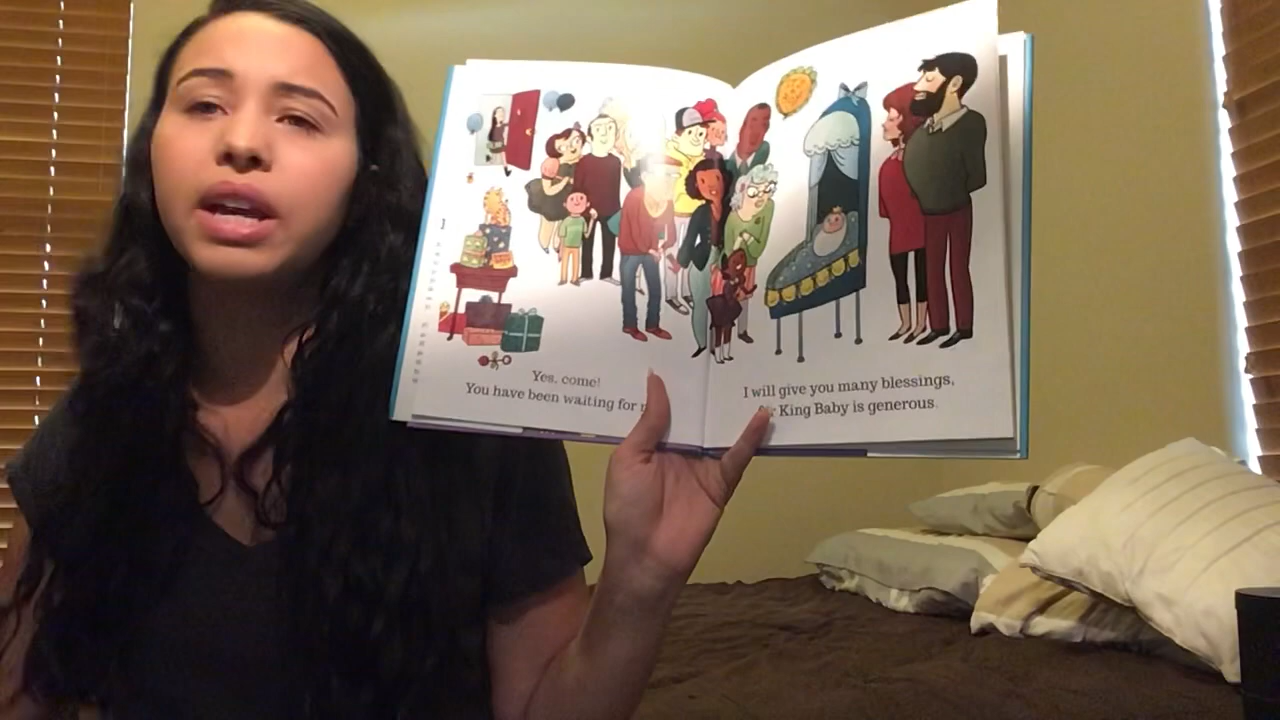 Yes, come!
You have been waiting for
I will give you many blessings,
King Baby is generous.